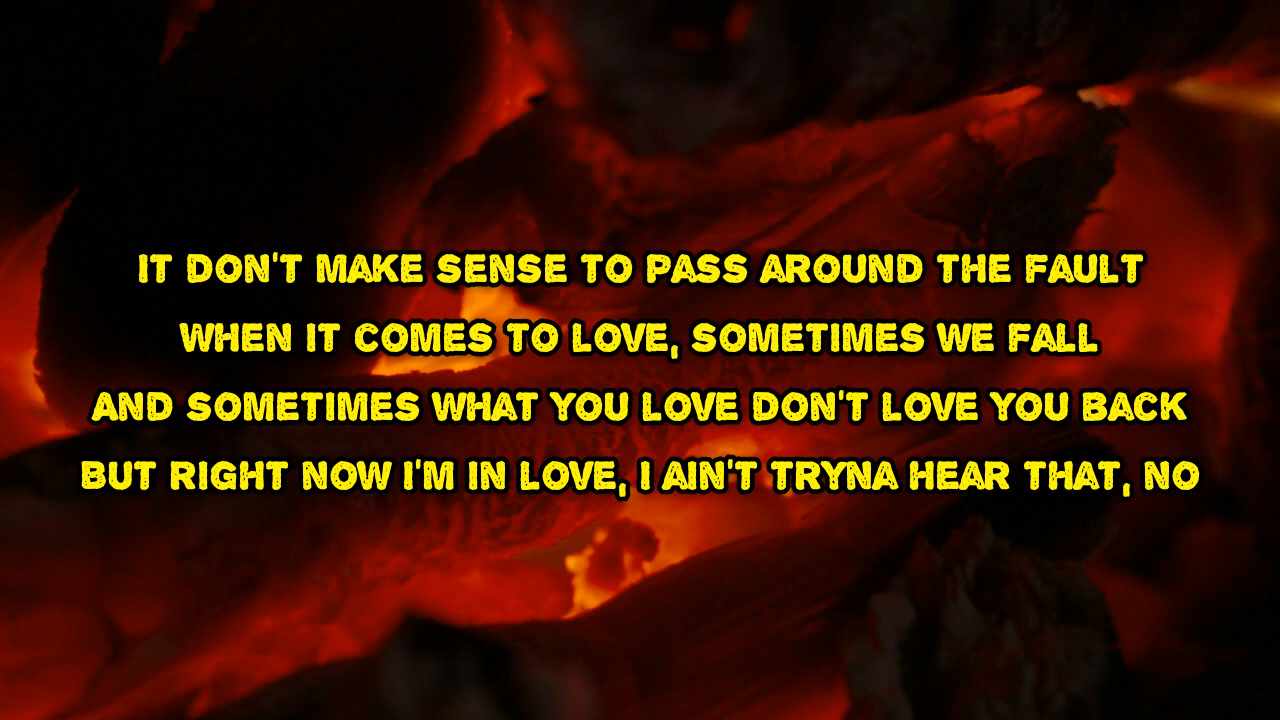 IT DON'T MAKE SENSE TO PASS AROUND THE FAULT
WHEN IT COMES TO LOVE, SOMETIMES WE FALL
AND SOMETIMES WHAT YOU LOVE DON'T LOVE YOU BACK
BUT RIGHT NOW I'M IN LOVE, I AIN'T TRYNA HEAR THAT, NO